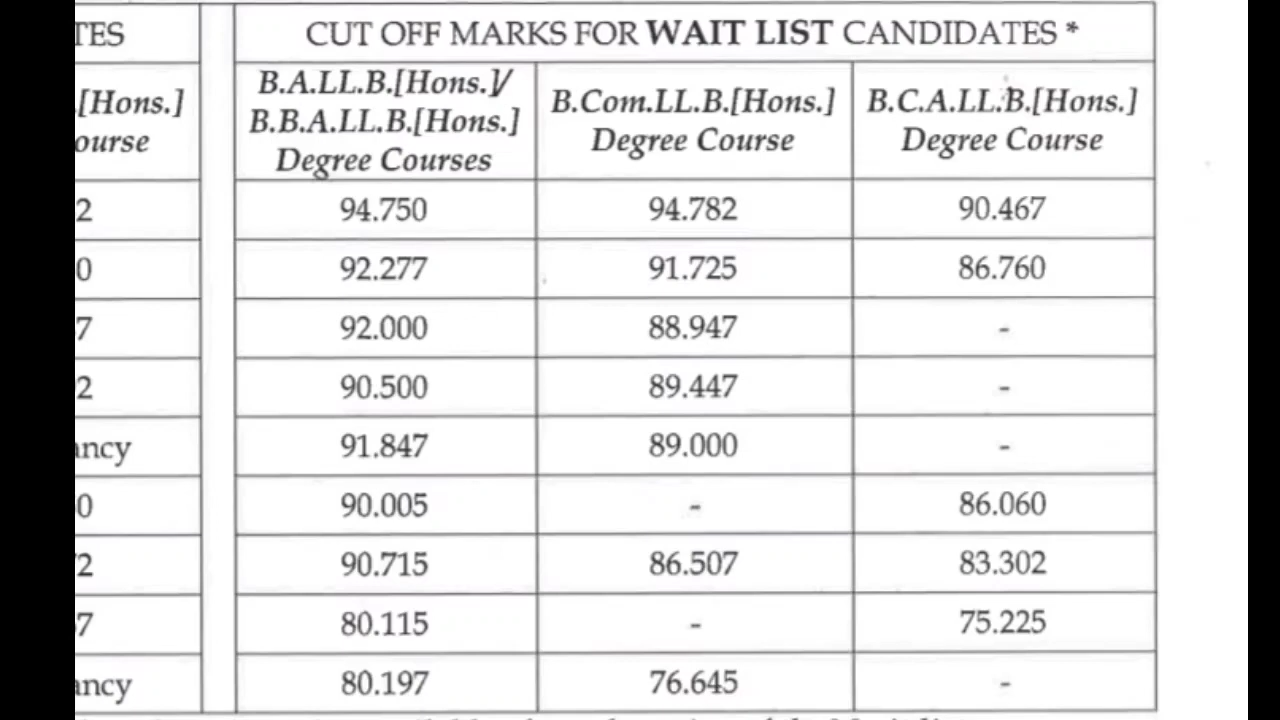 TES CUT OFF MARKS FOR WAIT LIST CANDIDATES *
[Hons.] B.A.LL.B.[Hons.]/ B.Com.LL.B.[Hons.] B.C.A.LL.B.[Hons.]
ourse B.B.A.LL.B.[Hons.] Degree Course Degree Course
Degree Courses
2 94.750 94.782 90.467
0 92.277 91.725 86.760
7 92.000 88.947 -
2 90.500 89.447 -
ancy 91.847 89.000 -
0 90.005 - 86.060
2 90.715 86.507 83.302
7 80.115 - 75.225
ancy 80.197 76.645 -